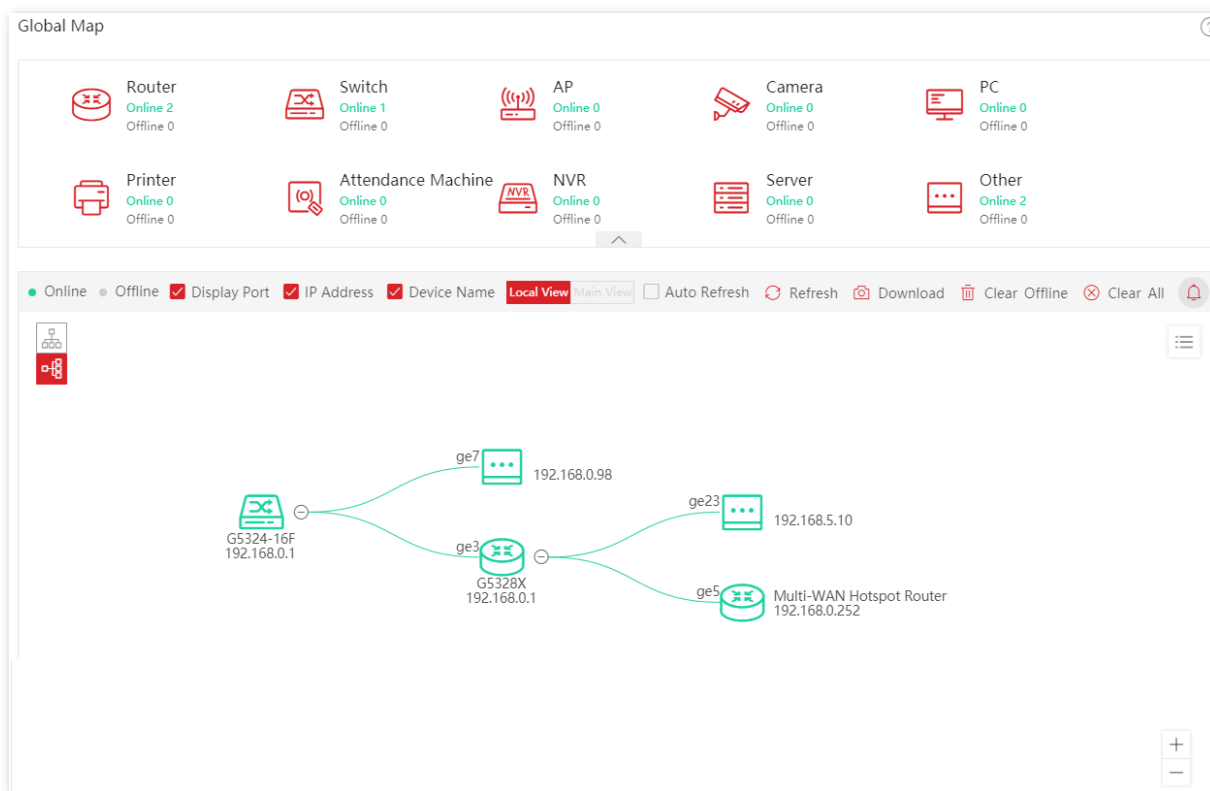 Global Map
Router
Online 2
Offline 0
Switch
Online 1
Offline 0
AP
Online 0
Offline 0
Camera
Online 0
Offline 0
PC
Online 0
Offline 0
Printer
Online 0
Offline 0
Attendance Machine
Online 0
Offline 0
NVR
NVR
Online 0
Offline 0
Server
Online 0
Offline 0
Other
Online 2
Offline 0
Online Offline Display Port IP Address Device Name Local View Main View Auto Refresh Refresh Download Clear Offline Clear All
ge7
192.168.0.98
G5324-16F
192.168.0.1
ge3
G5328X
192.168.0.1
ge23
192.168.5.10
ge5
Multi-WAN Hotspot Router
192.168.0.252